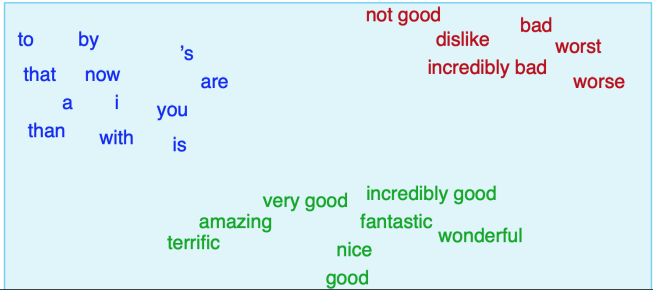 not good
bad
to by
dislike
worst
's
that now
incredibly bad
are
worse
a i
you
than with
is
very good incredibly good
amazing fantastic
terrific wonderful
nice
good